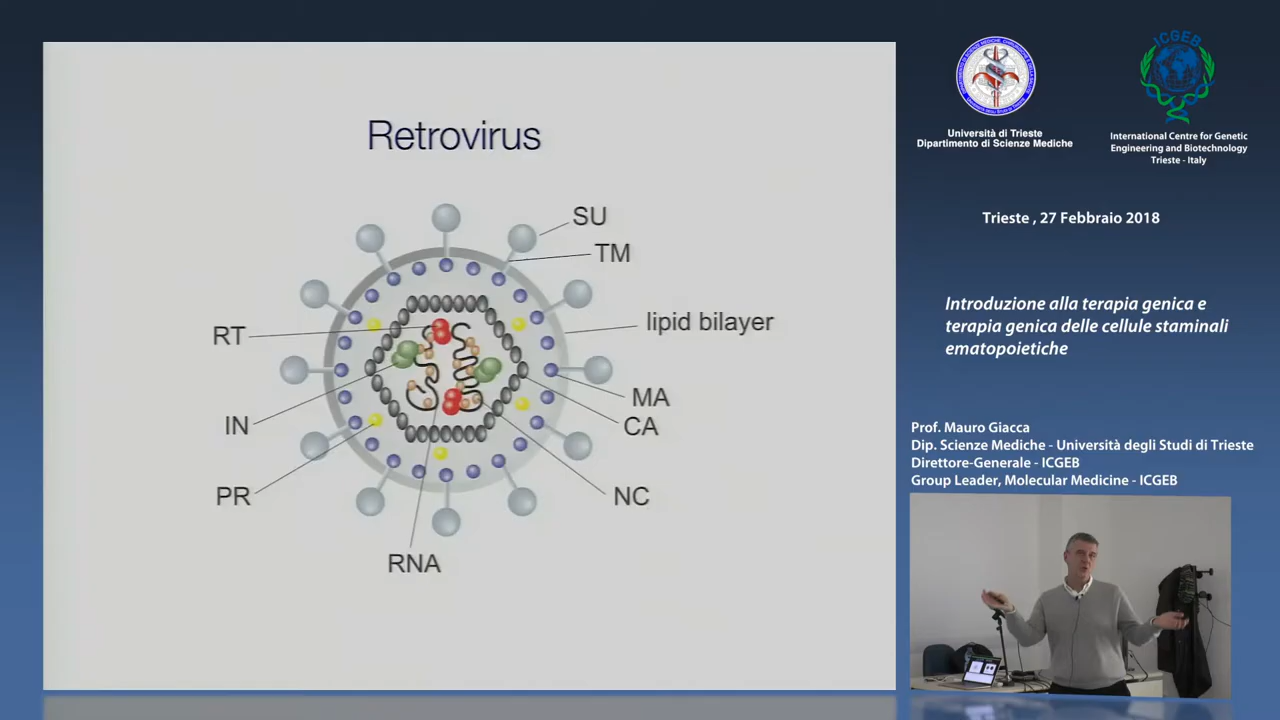 Retrovirus
SU
TM
lipid bilayer
RT
MA
IN
CA
PR
NC
RNA
ICGEB
Università di Trieste
Dipartimento di Scienze Mediche
International Centre for Genetic
Engineering and Biotechnology
Trieste - Italy
Trieste , 27 Febbraio 2018
Introduzione alla terapia genica e
terapia genica delle cellule staminali
ematopoietiche
Prof. Mauro Giacca
Dip. Scienze Mediche - Università degli Studi di Trieste
Direttore-Generale - ICGEB
Group Leader, Molecular Medicine - ICGEB